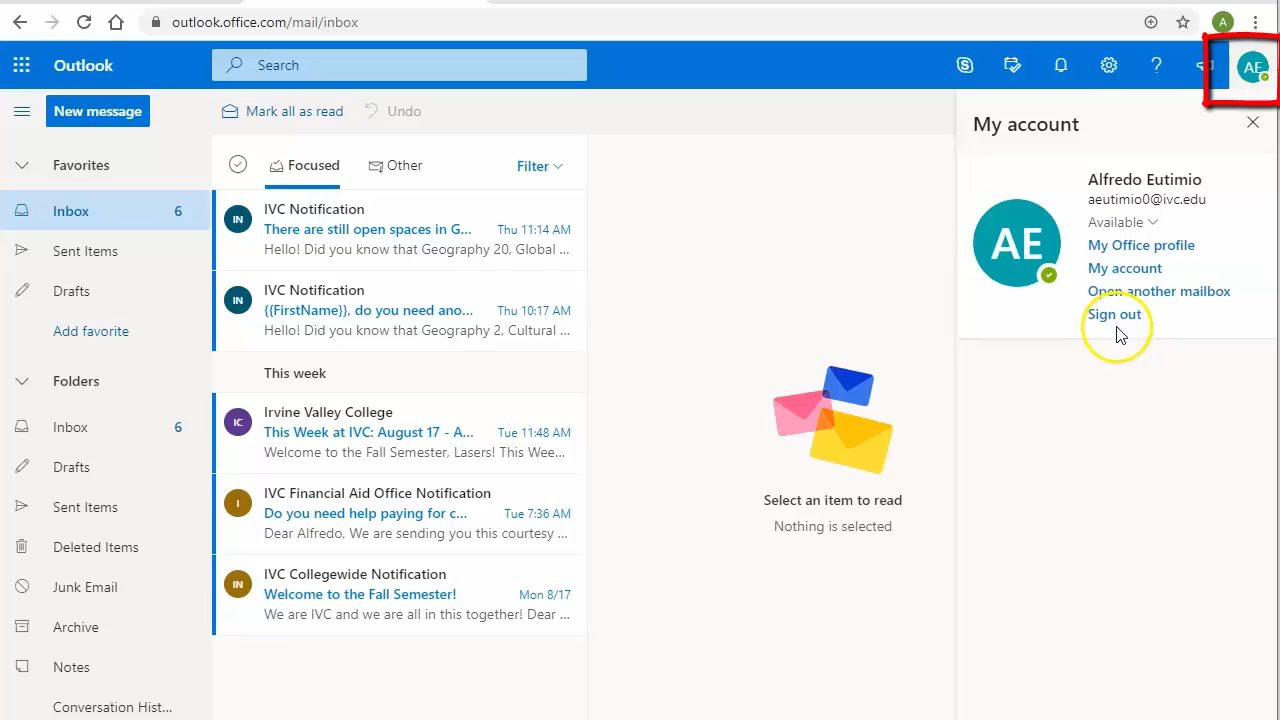 outlook.office.com/mail/inbox
A
Outlook
Search
AE
New message
Mark all as read
Undo
My account
Favorites
Focused
Other
Filter
Inbox 6
Sent Items
Drafts
Add favorite
Folders
Inbox 6
Drafts
Sent Items
Deleted Items
Junk Email
Archive
Notes
Conversation Hist...
IN
IVC Notification
There are still open spaces in G... Thu 11:14 AM
Hello! Did you know that Geography 20, Global ...
IN
IVC Notification
{{FirstName}}, do you need ano... Thu 10:17 AM
Hello! Did you know that Geography 2, Cultural ...
This week
IC
Irvine Valley College
This Week at IVC: August 17 - A... Tue 11:48 AM
Welcome to the Fall Semester, Lasers! This Wee...
I
IVC Financial Aid Office Notification
Do you need help paying for c... Tue 7:36 AM
Dear Alfredo, We are sending you this courtesy ...
IN
IVC Collegewide Notification
Welcome to the Fall Semester! Mon 8/17
We are IVC and we are all in this together! Dear ...
Select an item to read
Nothing is selected
AE
Alfredo Eutimio
aeutimio0@ivc.edu
Available
My Office profile
My account
Open another mailbox
Sign out